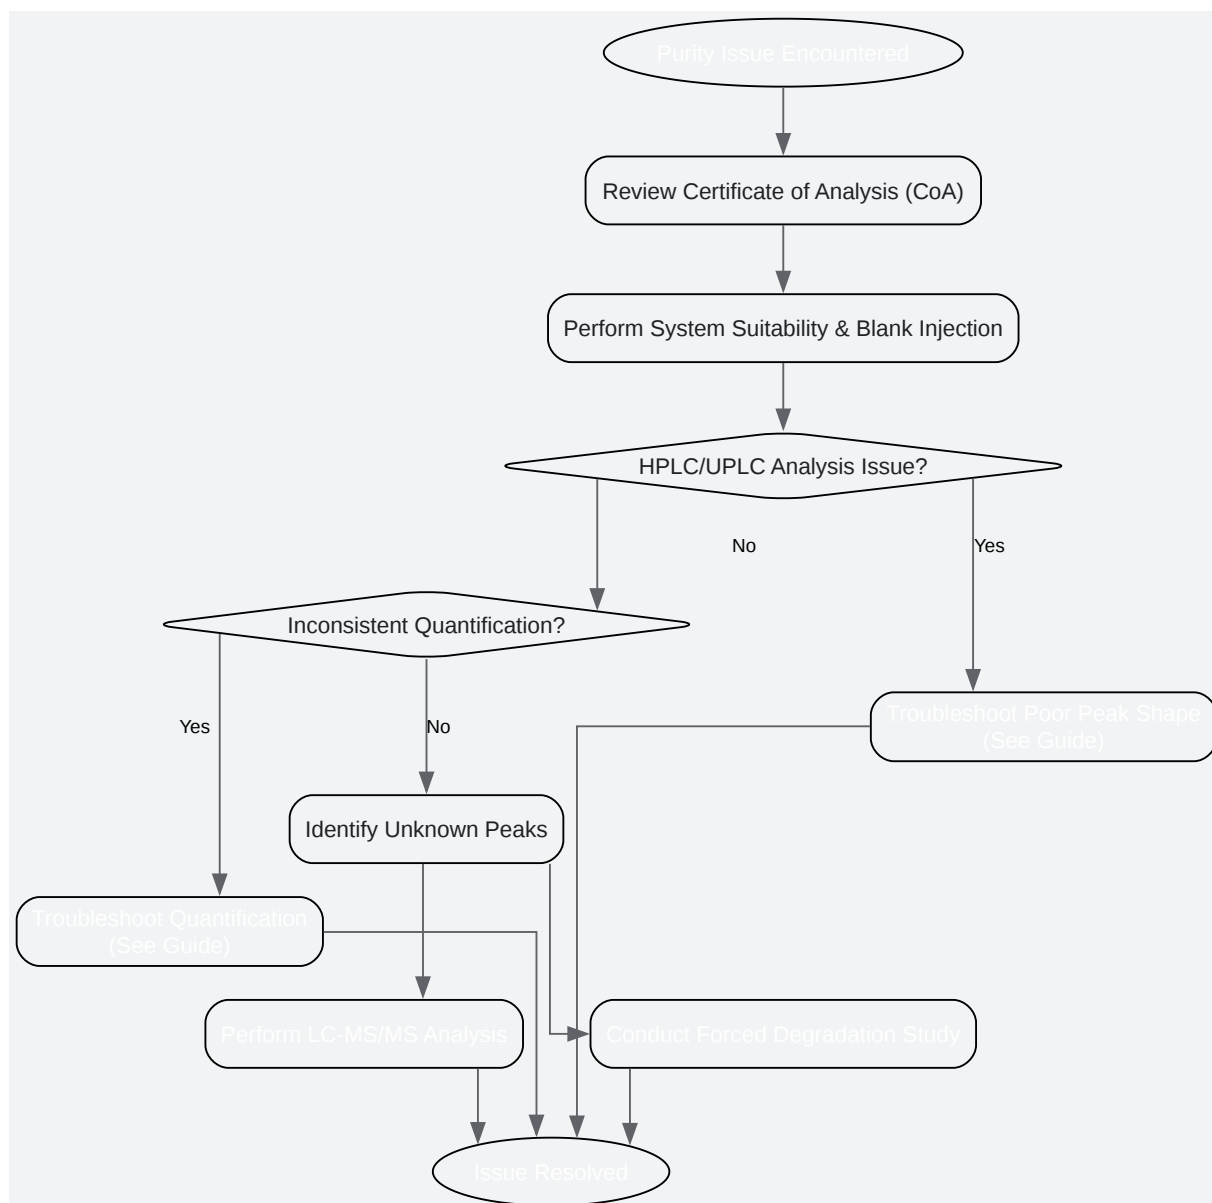 Purity Issue Encountered
Review Certificate of Analysis (CoA)
Perform System Suitability & Blank Injection
HPLC/UPLC Analysis Issue?
No
Yes
Inconsistent Quantification?
Yes
No
Troubleshoot Poor Peak Shape
(See Guide)
Identify Unknown Peaks
Troubleshoot Quantification
(See Guide)
Perform LC-MS/MS Analysis
Conduct Forced Degradation Study
Issue Resolved